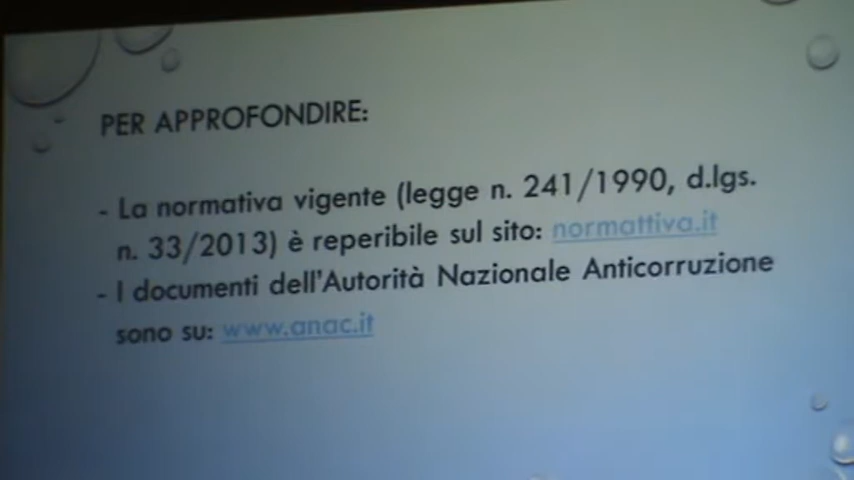 PER APPROFONDIRE:
- La normativa vigente (legge n. 241/1990, d.lgs.
n. 33/2013) è reperibile sul sito: normattiva.it
- I documenti dell'Autorità Nazionale Anticorruzione
sono su: www.anac.it